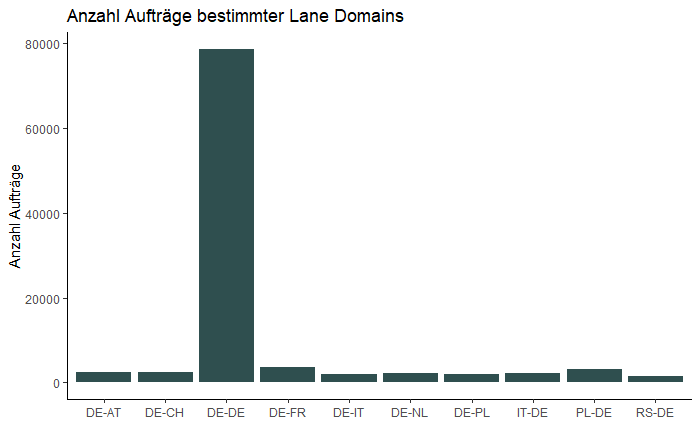 Anzahl Aufträge bestimmter Lane Domains
Anzahl Aufträge
80000
60000
40000
20000
0
DE-AT DE-CH DE-DE DE-FR DE-IT DE-NL DE-PL IT-DE PL-DE RS-DE